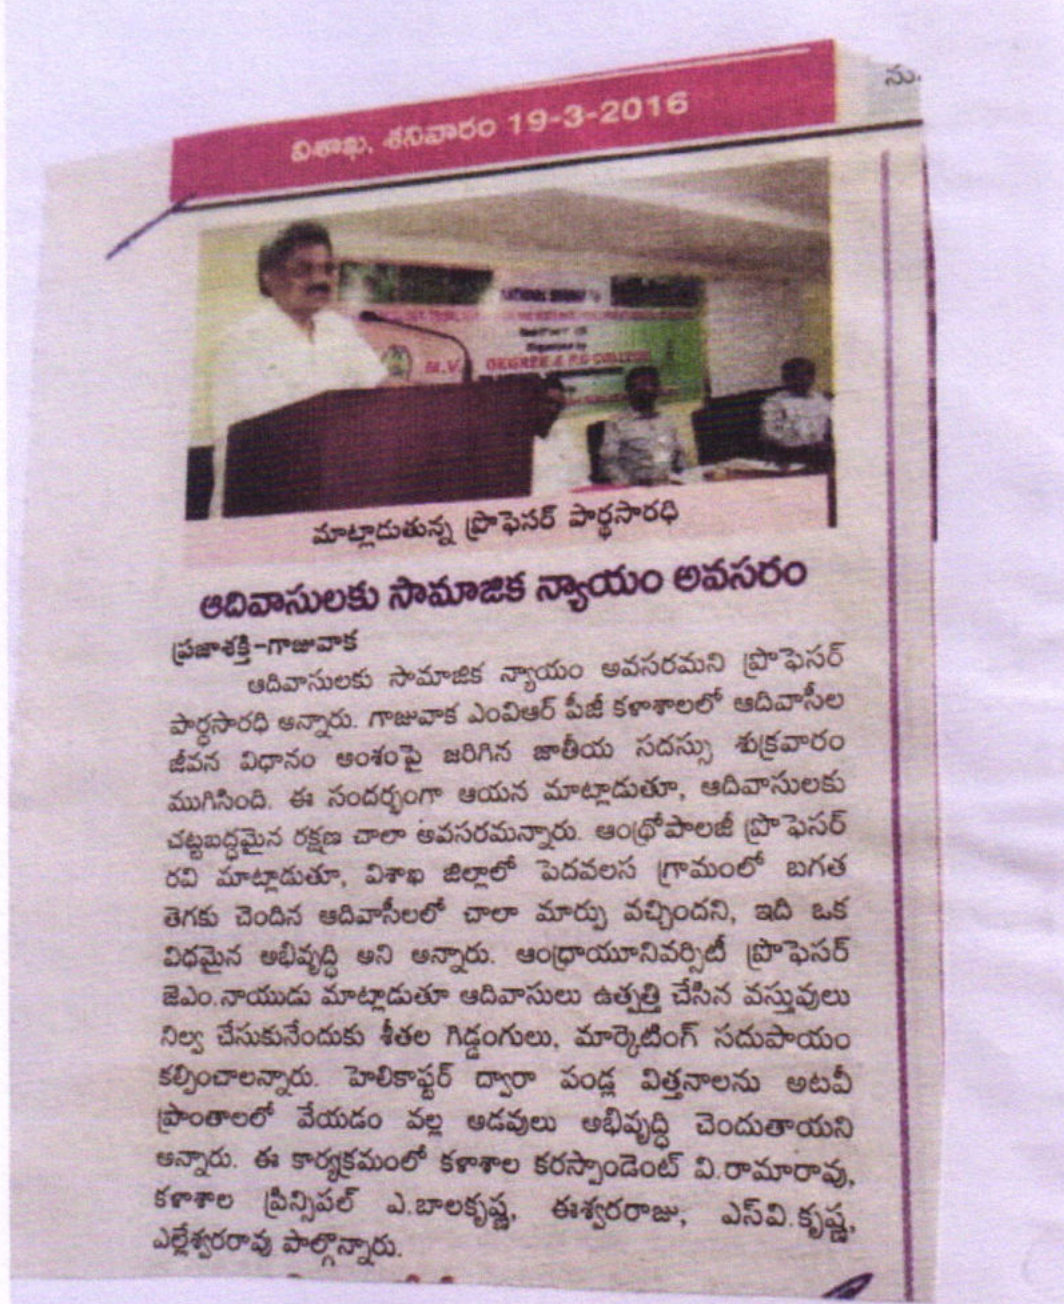 ను.
విశాఖ, శనివారం 19-3-2016
M.V. DEGREE & P.G COLLEGE
మాట్లాడుతున్న ప్రొఫెసర్ పార్థసారధి
ఆదివాసులకు సామాజిక న్యాయం అవసరం
ప్రజాశక్తి-గాజువాక
ఆదివాసులకు సామాజిక న్యాయం అవసరమని ప్రొఫెసర్
పార్థసారధి అన్నారు. గాజువాక ఎంవిఆర్ పీజీ కళాశాలలో ఆదివాసీల
జీవన విధానం అంశంపై జరిగిన జాతీయ సదస్సు శుక్రవారం
ముగిసింది. ఈ సందర్భంగా ఆయన మాట్లాడుతూ, ఆదివాసులకు
చట్టబద్ధమైన రక్షణ చాలా అవసరమన్నారు. ఆంథ్రోపాలజీ ప్రొఫెసర్
రవి మాట్లాడుతూ, విశాఖ జిల్లాలో పెదవలస గ్రామంలో బగత
తెగకు చెందిన ఆదివాసీలలో చాలా మార్పు వచ్చిందని, ఇది ఒక
విధమైన అభివృద్ధి అని అన్నారు. ఆంధ్రాయూనివర్సిటీ ప్రొఫెసర్
జెఎం.నాయుడు మాట్లాడుతూ ఆదివాసులు ఉత్పత్తి చేసిన వస్తువులు
నిల్వ చేసుకునేందుకు శీతల గిడ్డంగులు, మార్కెటింగ్ సదుపాయం
కల్పించాలన్నారు. హెలికాఫ్టర్ ద్వారా పండ్ల విత్తనాలను అటవీ
ప్రాంతాలలో వేయడం వల్ల అడవులు అభివృద్ధి చెందుతాయని
అన్నారు. ఈ కార్యక్రమంలో కళాశాల కరస్పాండెంట్ వి.రామారావు,
కళాశాల ప్రిన్సిపల్ ఎ.బాలకృష్ణ, ఈశ్వరరాజు, ఎస్‌వి.కృష్ణ,
ఎల్లేశ్వరరావు పాల్గొన్నారు.